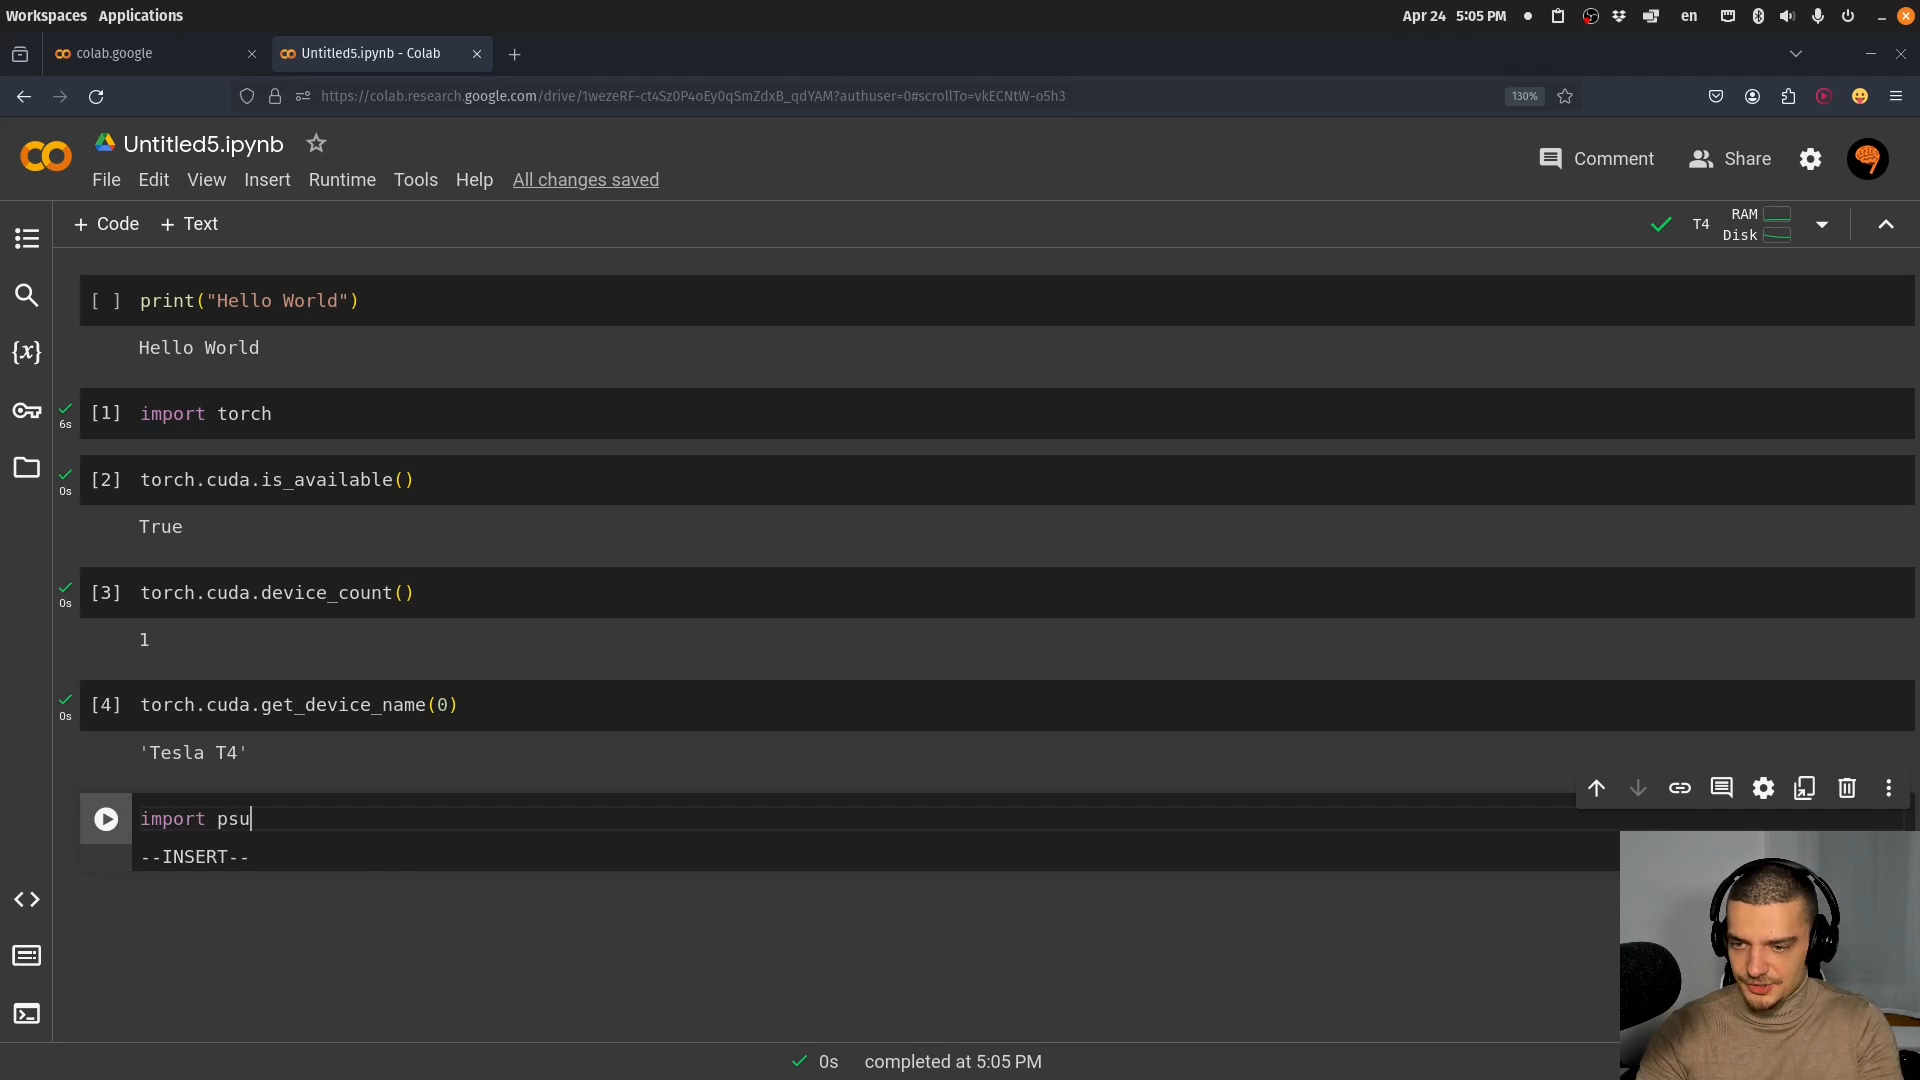 Workspaces Applications
Apr 24 5:05 PM
en
colab.google
Untitled5.ipynb - Colab
https://colab.research.google.com/drive/1wezeRF-ct4Sz0P4oEy0qSmZdxB_qdYAM?authuser=0#scrollTo=vkECNtW-o5h3
130%
Untitled5.ipynb
Comment
Share
File Edit View Insert Runtime Tools Help All changes saved
+ Code + Text
T4
RAM
Disk
[ ] print("Hello World")
Hello World
[1] import torch
6s
[2] torch.cuda.is_available()
0s
True
[3] torch.cuda.device_count()
0s
1
[4] torch.cuda.get_device_name(0)
0s
'Tesla T4'
import psu
--INSERT--
{x}
0s completed at 5:05 PM